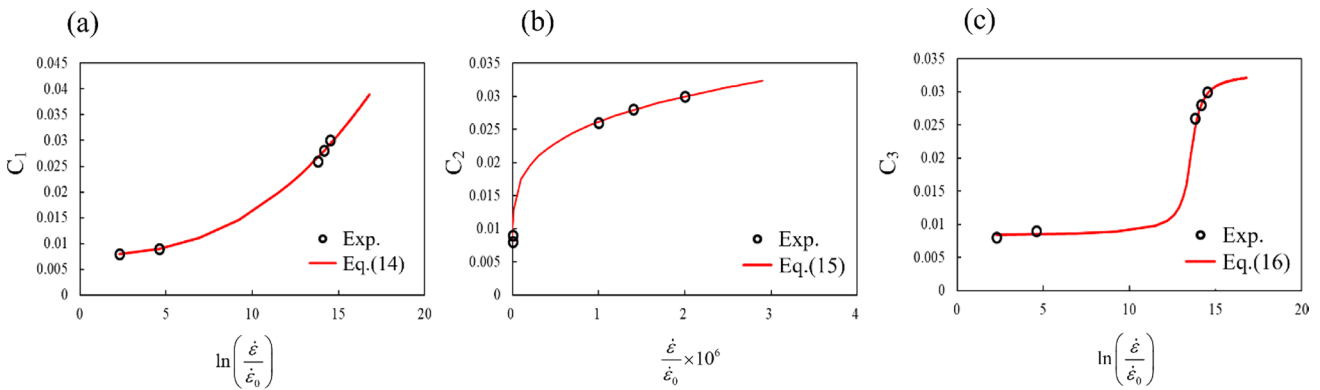 (a)
0.045
0.04
0.035
0.03
0.025
0.02
0.015
0.01
0.005
0
C1
Exp.
Eq.(14)
0 5 10 15 20
ln(ε̇/ε̇0)
(b)
0.035
0.03
0.025
0.02
0.015
0.01
0.005
0
C2
Exp.
Eq.(15)
0 1 2 3 4
ε̇/ε̇0 ×10^6
(c)
0.035
0.03
0.025
0.02
0.015
0.01
0.005
0
C3
Exp.
Eq.(16)
0 5 10 15 20
ln(ε̇/ε̇0)